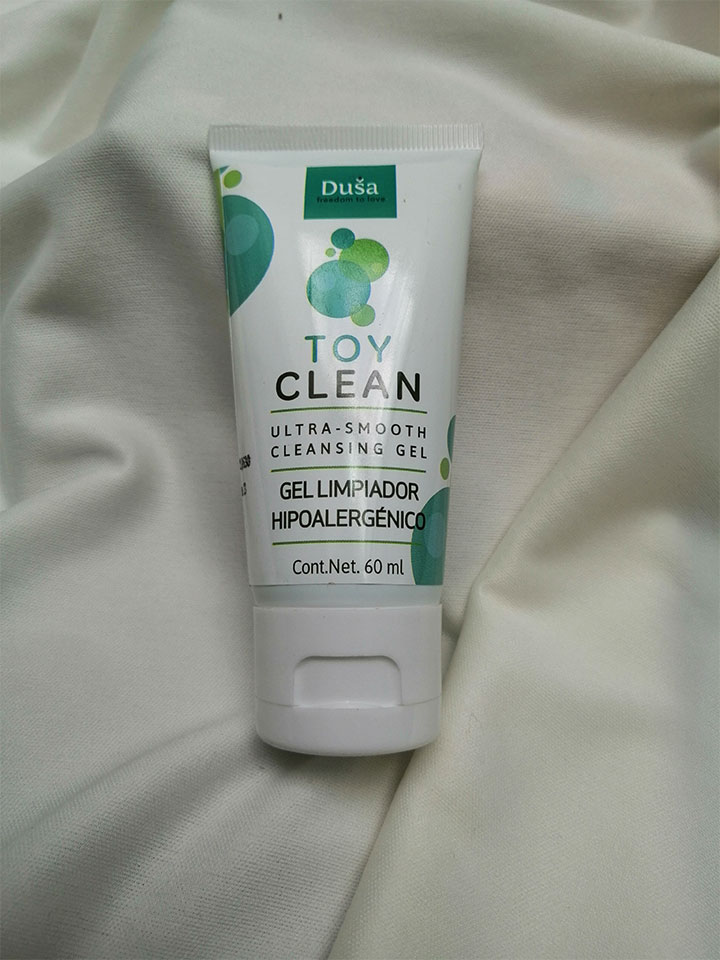 Duša
freedom to love
TOY
CLEAN
ULTRA-SMOOTH
CLEANSING GEL
GEL LIMPIADOR
HIPOALERGÉNICO
Cont.Net. 60 ml